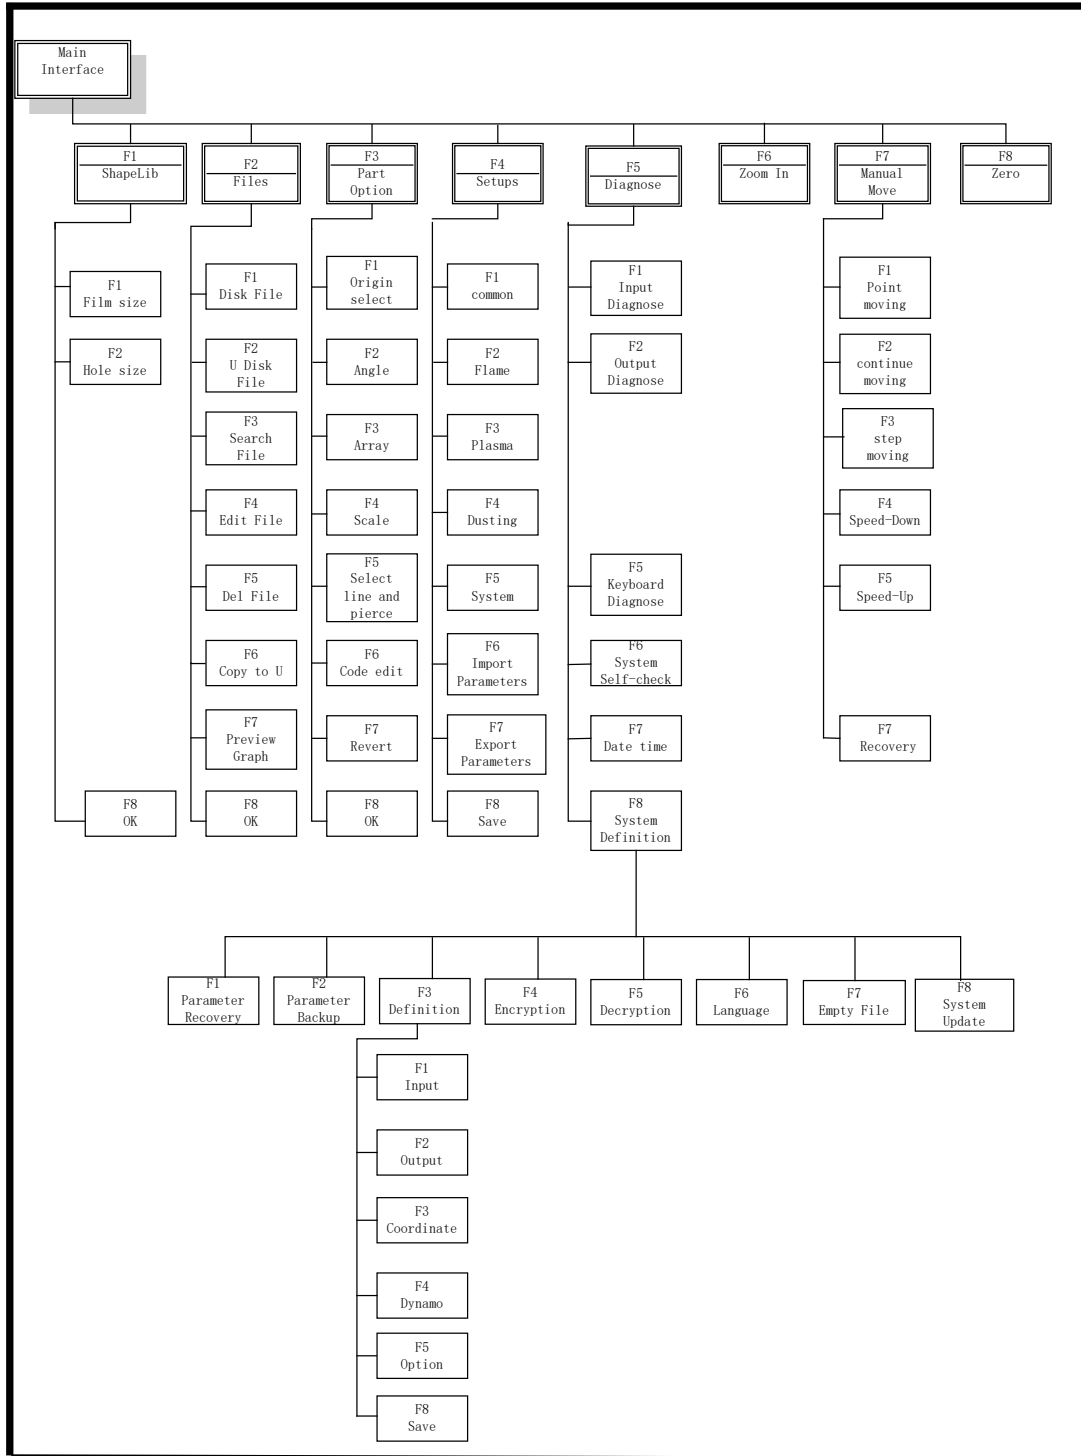 Main
Interface
F1
ShapeLib
F2
Files
F3
Part
Option
F4
Setups
F5
Diagnose
F6
Zoom In
F7
Manual
Move
F8
Zero
F1
Film size
F2
Hole size
F8
OK
F1
Disk File
F2
U Disk
File
F3
Search
File
F4
Edit File
F5
Del File
F6
Copy to U
F7
Preview
Graph
F8
OK
F1
Origin
select
F2
Angle
F3
Array
F4
Scale
F5
Select
line and
pierce
F6
Code edit
F7
Revert
F8
OK
F1
common
F2
Flame
F3
Plasma
F4
Dusting
F5
System
F6
Import
Parameters
F7
Export
Parameters
F8
Save
F1
Input
Diagnose
F2
Output
Diagnose
F5
Keyboard
Diagnose
F6
System
Self-check
F7
Date time
F8
System
Definition
F1
Point
moving
F2
continue
moving
F3
step
moving
F4
Speed-Down
F5
Speed-Up
F7
Recovery
F1
Parameter
Recovery
F2
Parameter
Backup
F3
Definition
F4
Encryption
F5
Decryption
F6
Language
F7
Empty File
F8
System
Update
F1
Input
F2
Output
F3
Coordinate
F4
Dynamo
F5
Option
F8
Save